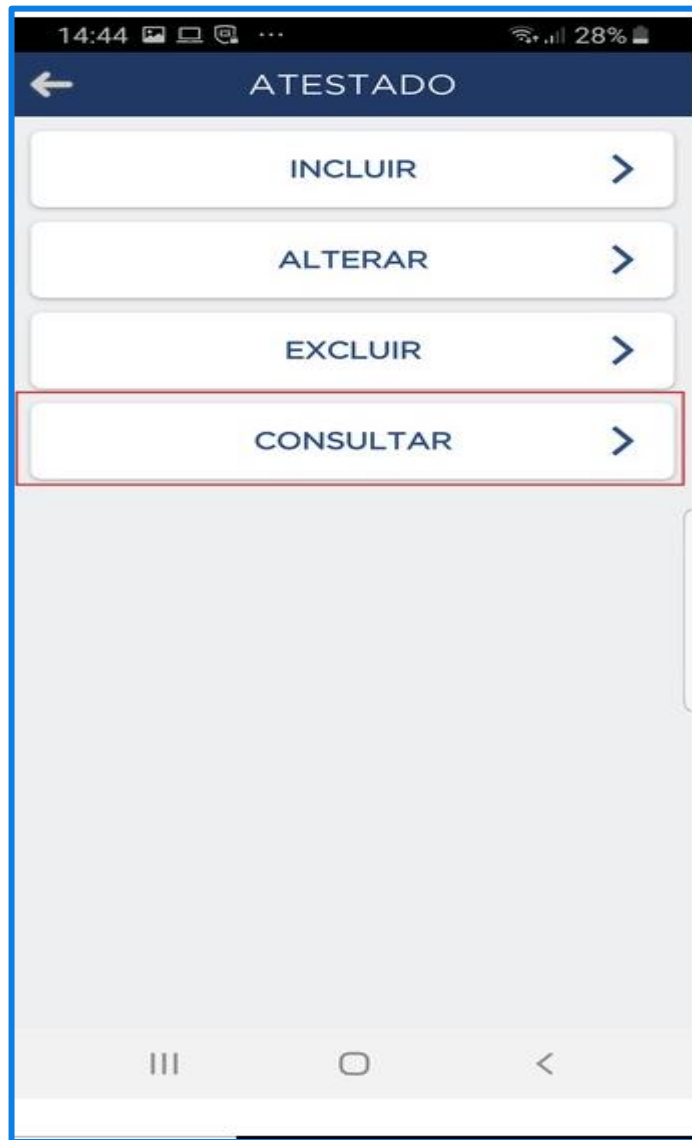 14:44 ... 28%
ATESTADO
INCLUIR
ALTERAR
EXCLUIR
CONSULTAR